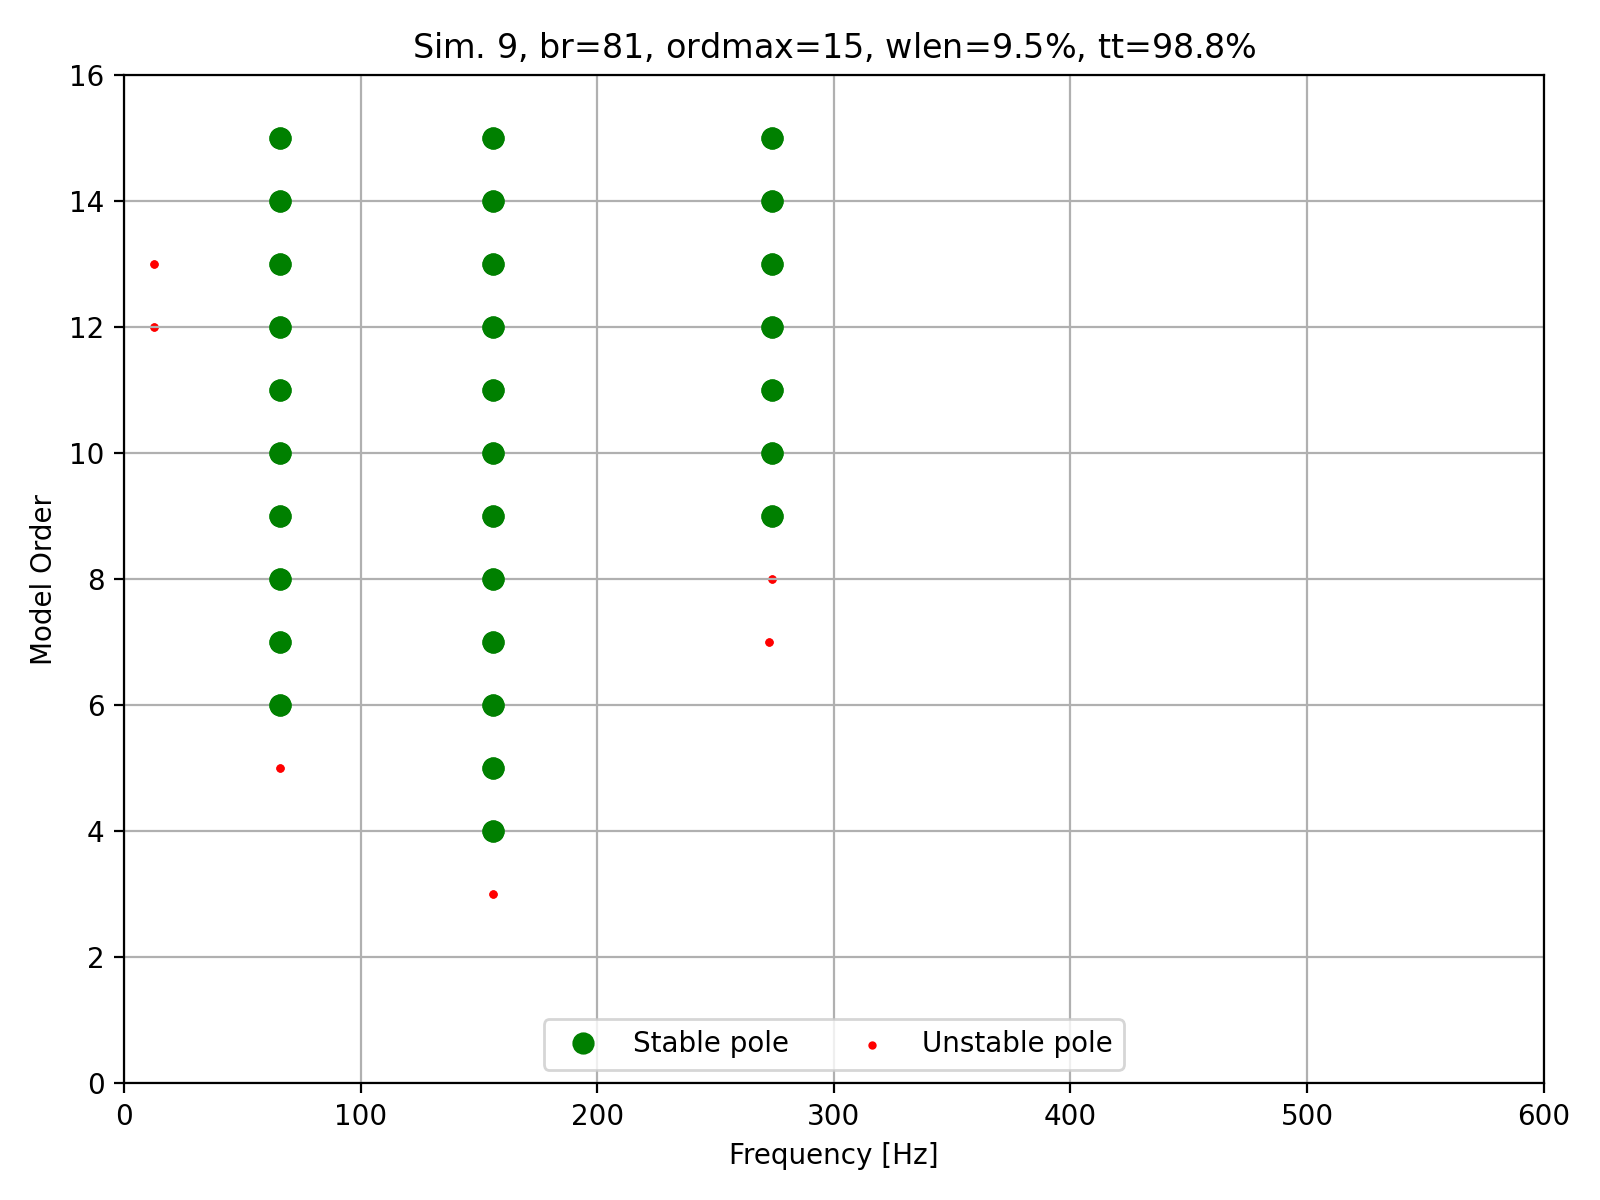 Sim. 9, br=81, ordmax=15, wlen=9.5%, tt=98.8%
16
14
12
10
8
6
4
2
0
Model Order
Stable pole
Unstable pole
0 100 200 300 400 500 600
Frequency [Hz]